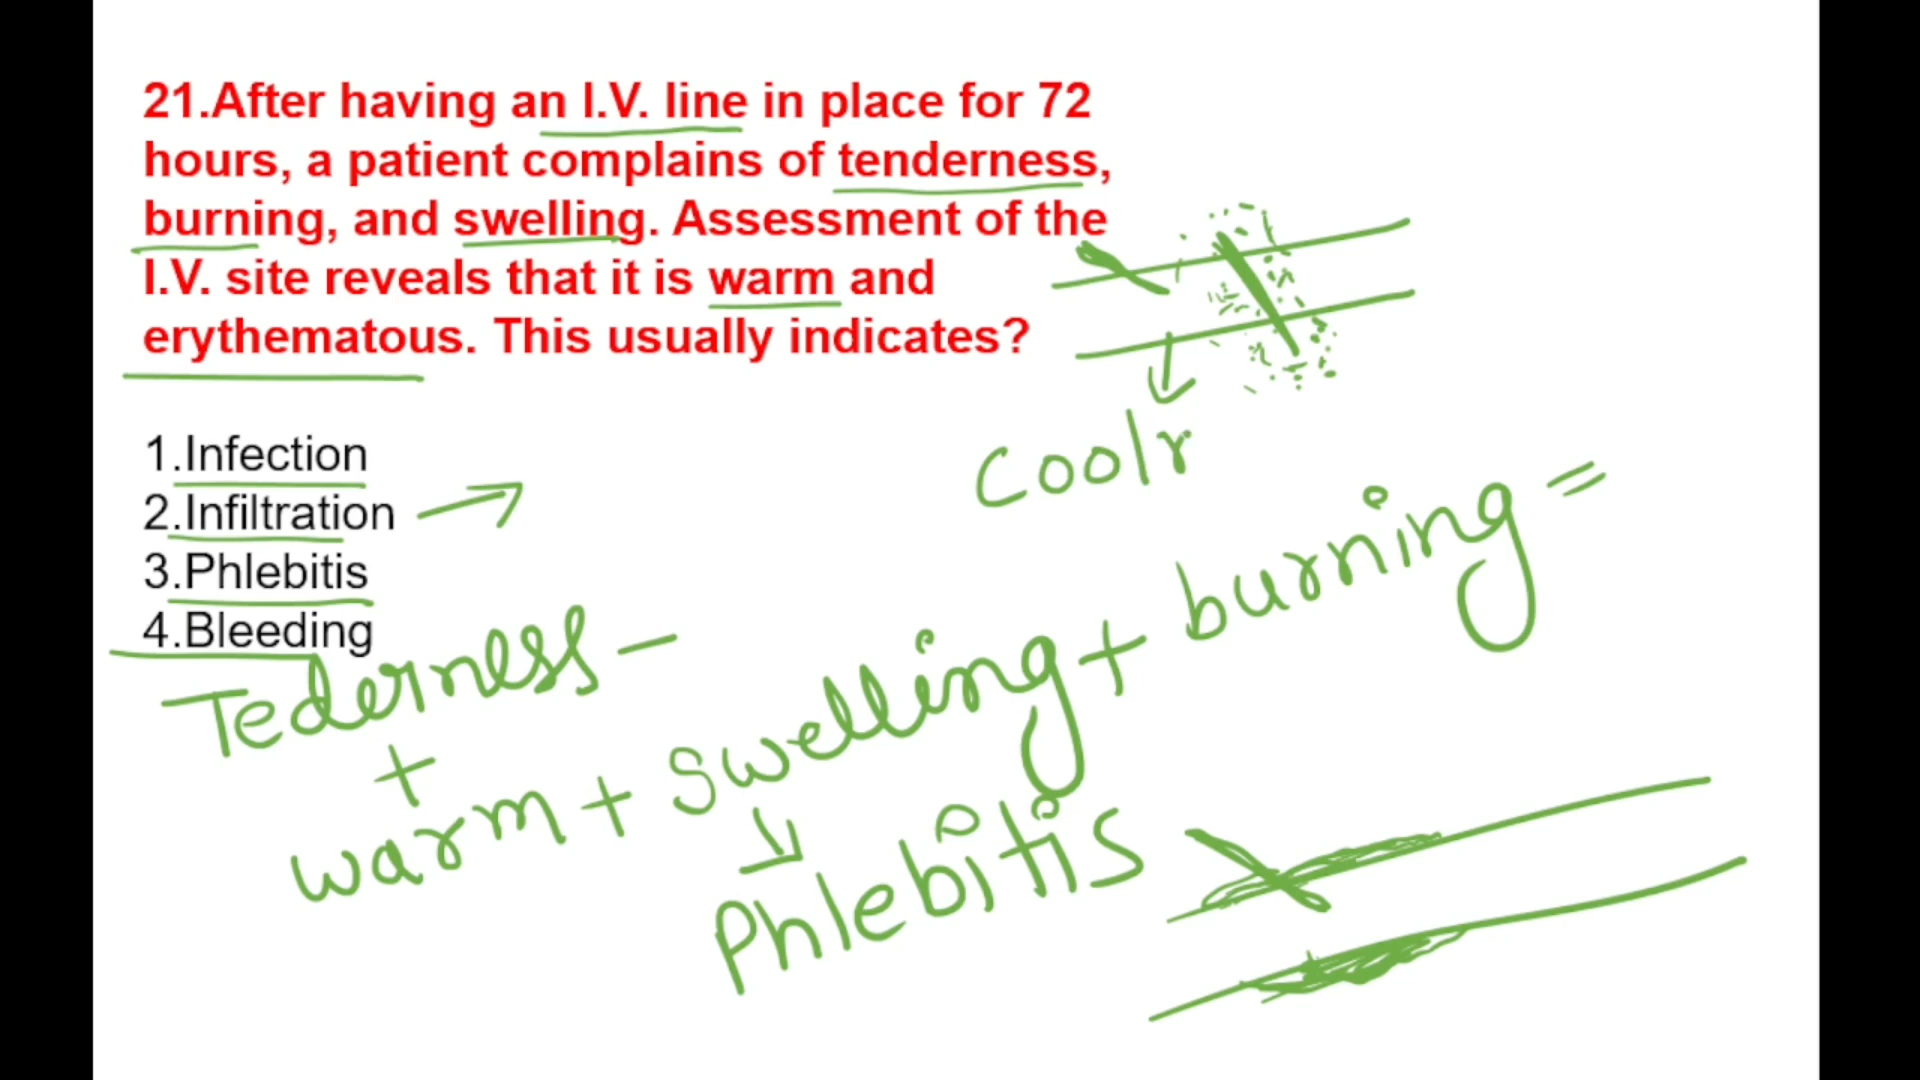 21.After having an I.V. line in place for 72
hours, a patient complains of tenderness,
burning, and swelling. Assessment of the
I.V. site reveals that it is warm and
erythematous. This usually indicates?
1.Infection
2.Infiltration
3.Phlebitis
4.Bleeding
Coolr
Tederness -
+
warm + swelling + burning =
Phlebitis